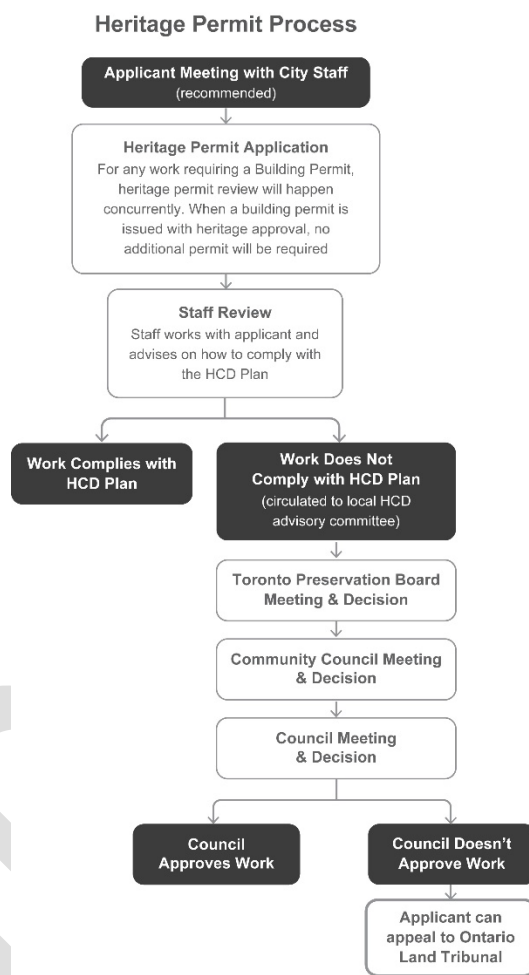 Heritage Permit Process
Applicant Meeting with City Staff
(recommended)
Heritage Permit Application
For any work requiring a Building Permit,
heritage permit review will happen
concurrently. When a building permit is
issued with heritage approval, no
additional permit will be required
Staff Review
Staff works with applicant and
advises on how to comply with
the HCD Plan
Work Complies with
HCD Plan
Work Does Not
Comply with HCD Plan
(circulated to local HCD
advisory committee)
Toronto Preservation Board
Meeting & Decision
Community Council Meeting
& Decision
Council Meeting
& Decision
Council
Approves Work
Council Doesn't
Approve Work
Applicant can
appeal to Ontario
Land Tribunal